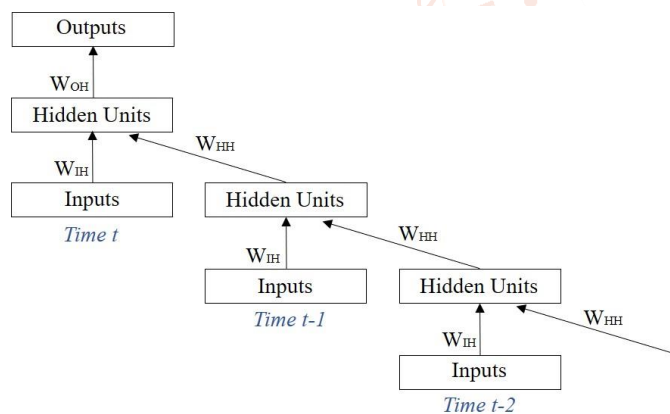 Outputs
WOH
Hidden Units
WHH
WIH
Inputs
Hidden Units
Time t
WHH
WIH
Inputs
Hidden Units
Time t-1
WHH
WIH
Inputs
Time t-2